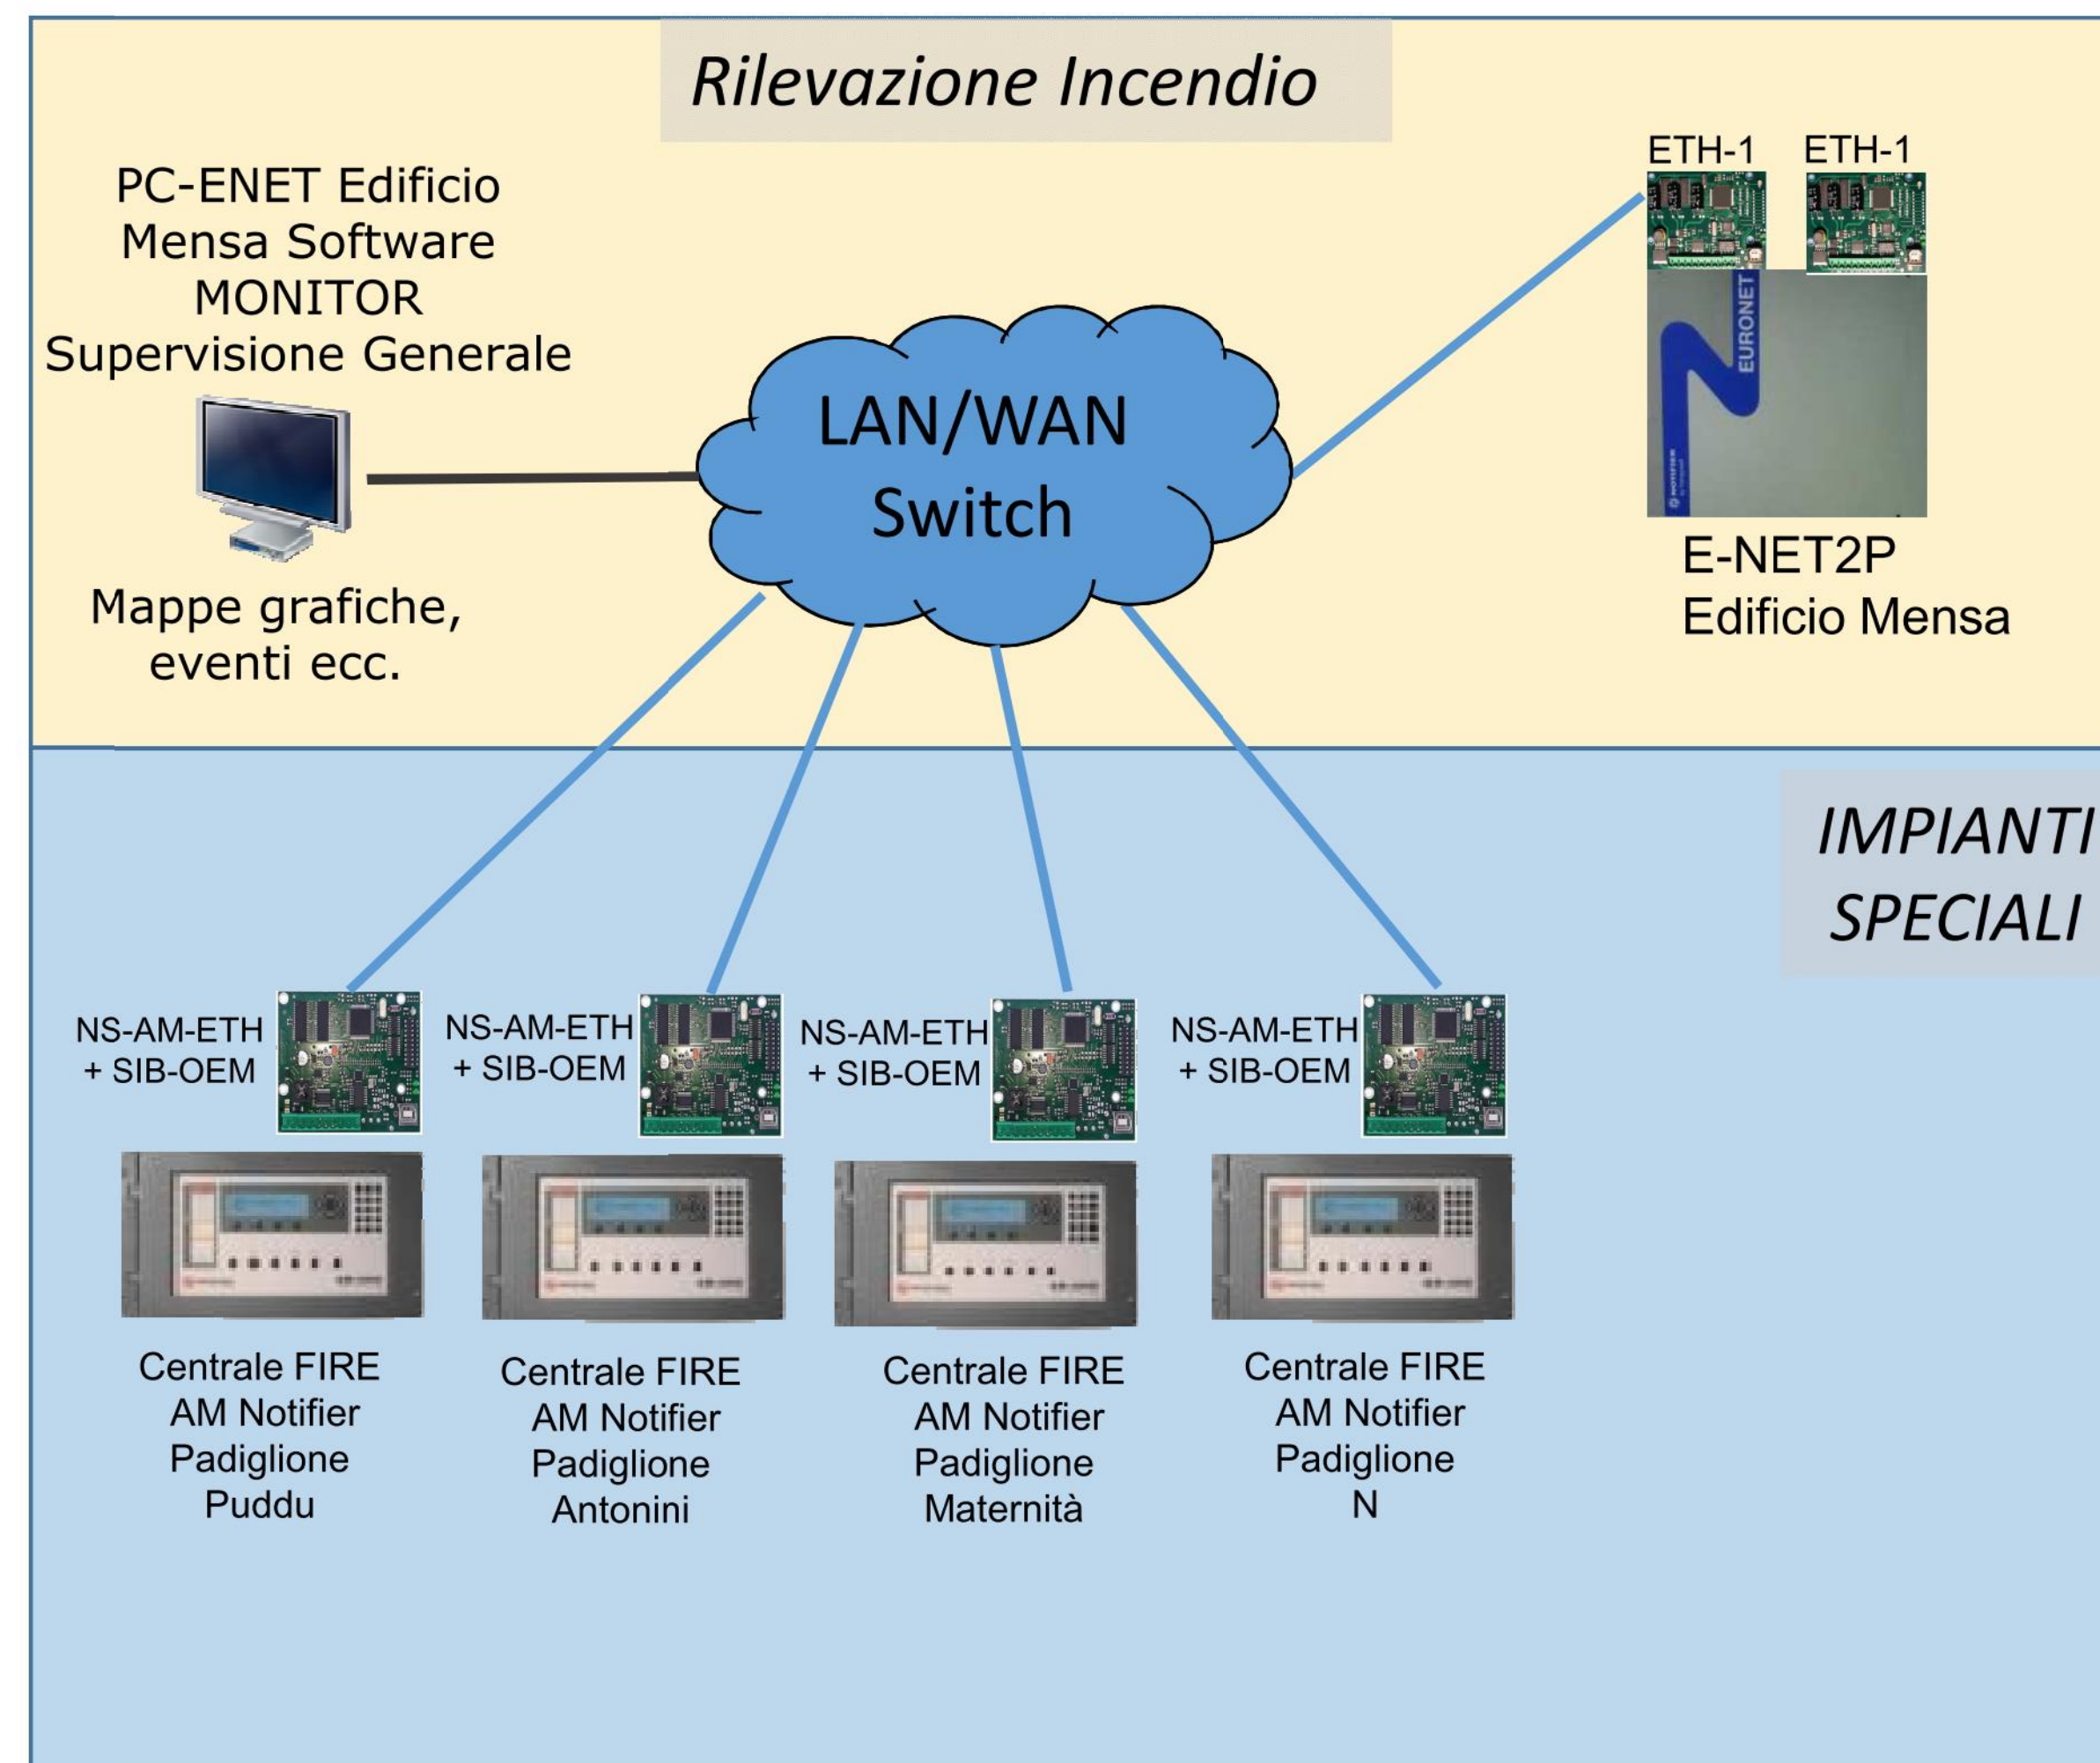 Rilevazione Incendio
PC-ENET Edificio
Mensa Software
MONITOR
Supervisione Generale
Mappe grafiche,
eventi ecc.
LAN/WAN
Switch
ETH-1
ETH-1
EURONET
NOTIFIER
E-NET2P
Edificio Mensa
IMPIANTI
SPECIALI
NS-AM-ETH
+ SIB-OEM
NS-AM-ETH
+ SIB-OEM
NS-AM-ETH
+ SIB-OEM
NS-AM-ETH
+ SIB-OEM
Centrale FIRE
AM Notifier
Padiglione
Puddu
Centrale FIRE
AM Notifier
Padiglione
Antonini
Centrale FIRE
AM Notifier
Padiglione
Maternità
Centrale FIRE
AM Notifier
Padiglione
N